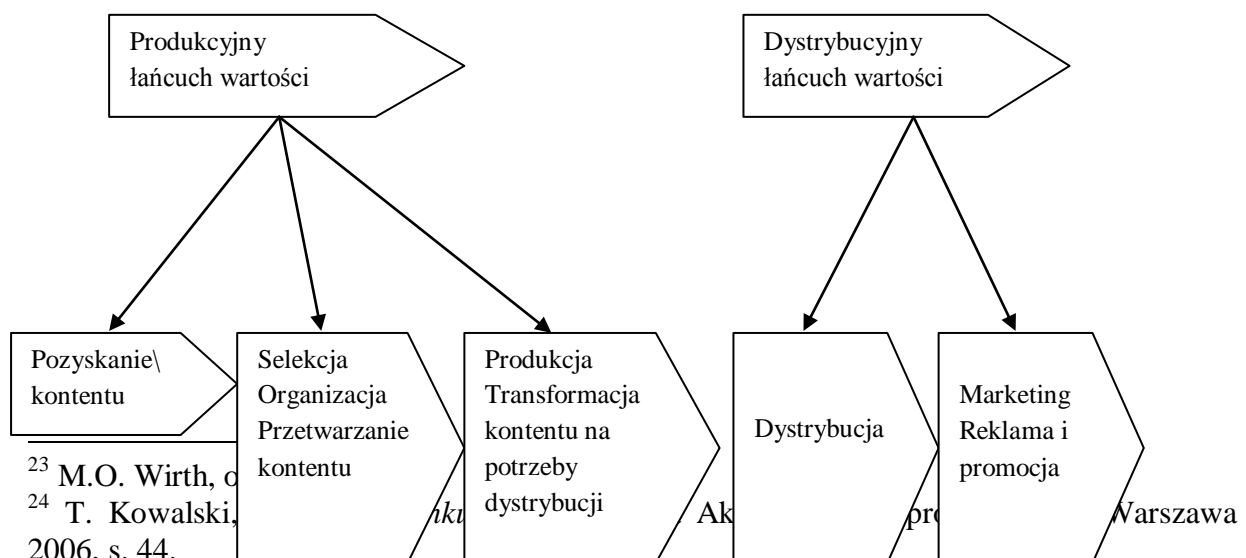 Produkcyjny
łańcuch wartości
Dystrybucyjny
łańcuch wartości
Pozyskanie\
kontentu
Selekcja
Organizacja
Przetwarzanie
kontentu
Produkcja
Transformacja
kontentu na
potrzeby
dystrybucji
Dystrybucja
Marketing
Reklama i
promocja
23 M.O. Wirth,
24 T. Kowalski, Warszawa
2006, s. 44.